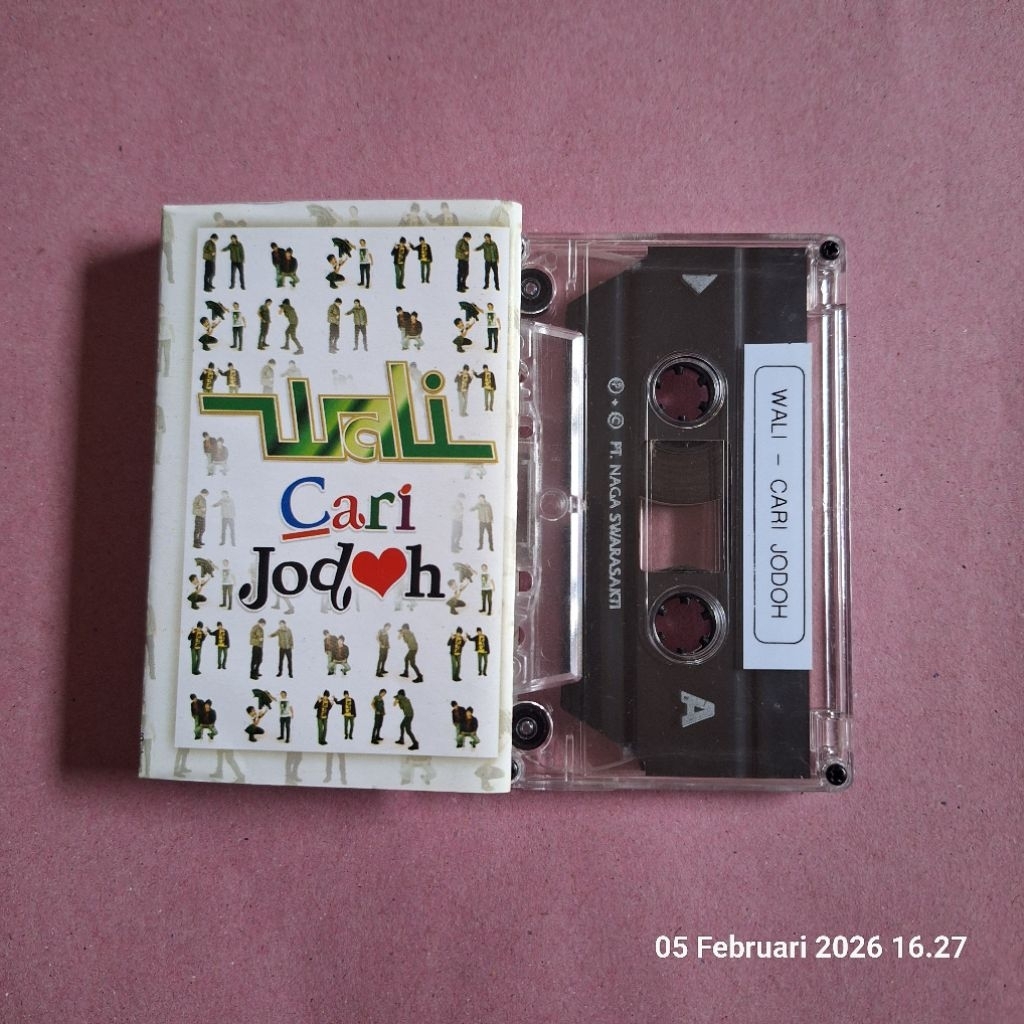 wali
Cari
Jodoh
WALI - CARI JODOH
Ⓟ + © PT. NAGA SWARASAKTI
A
05 Februari 2026 16.27